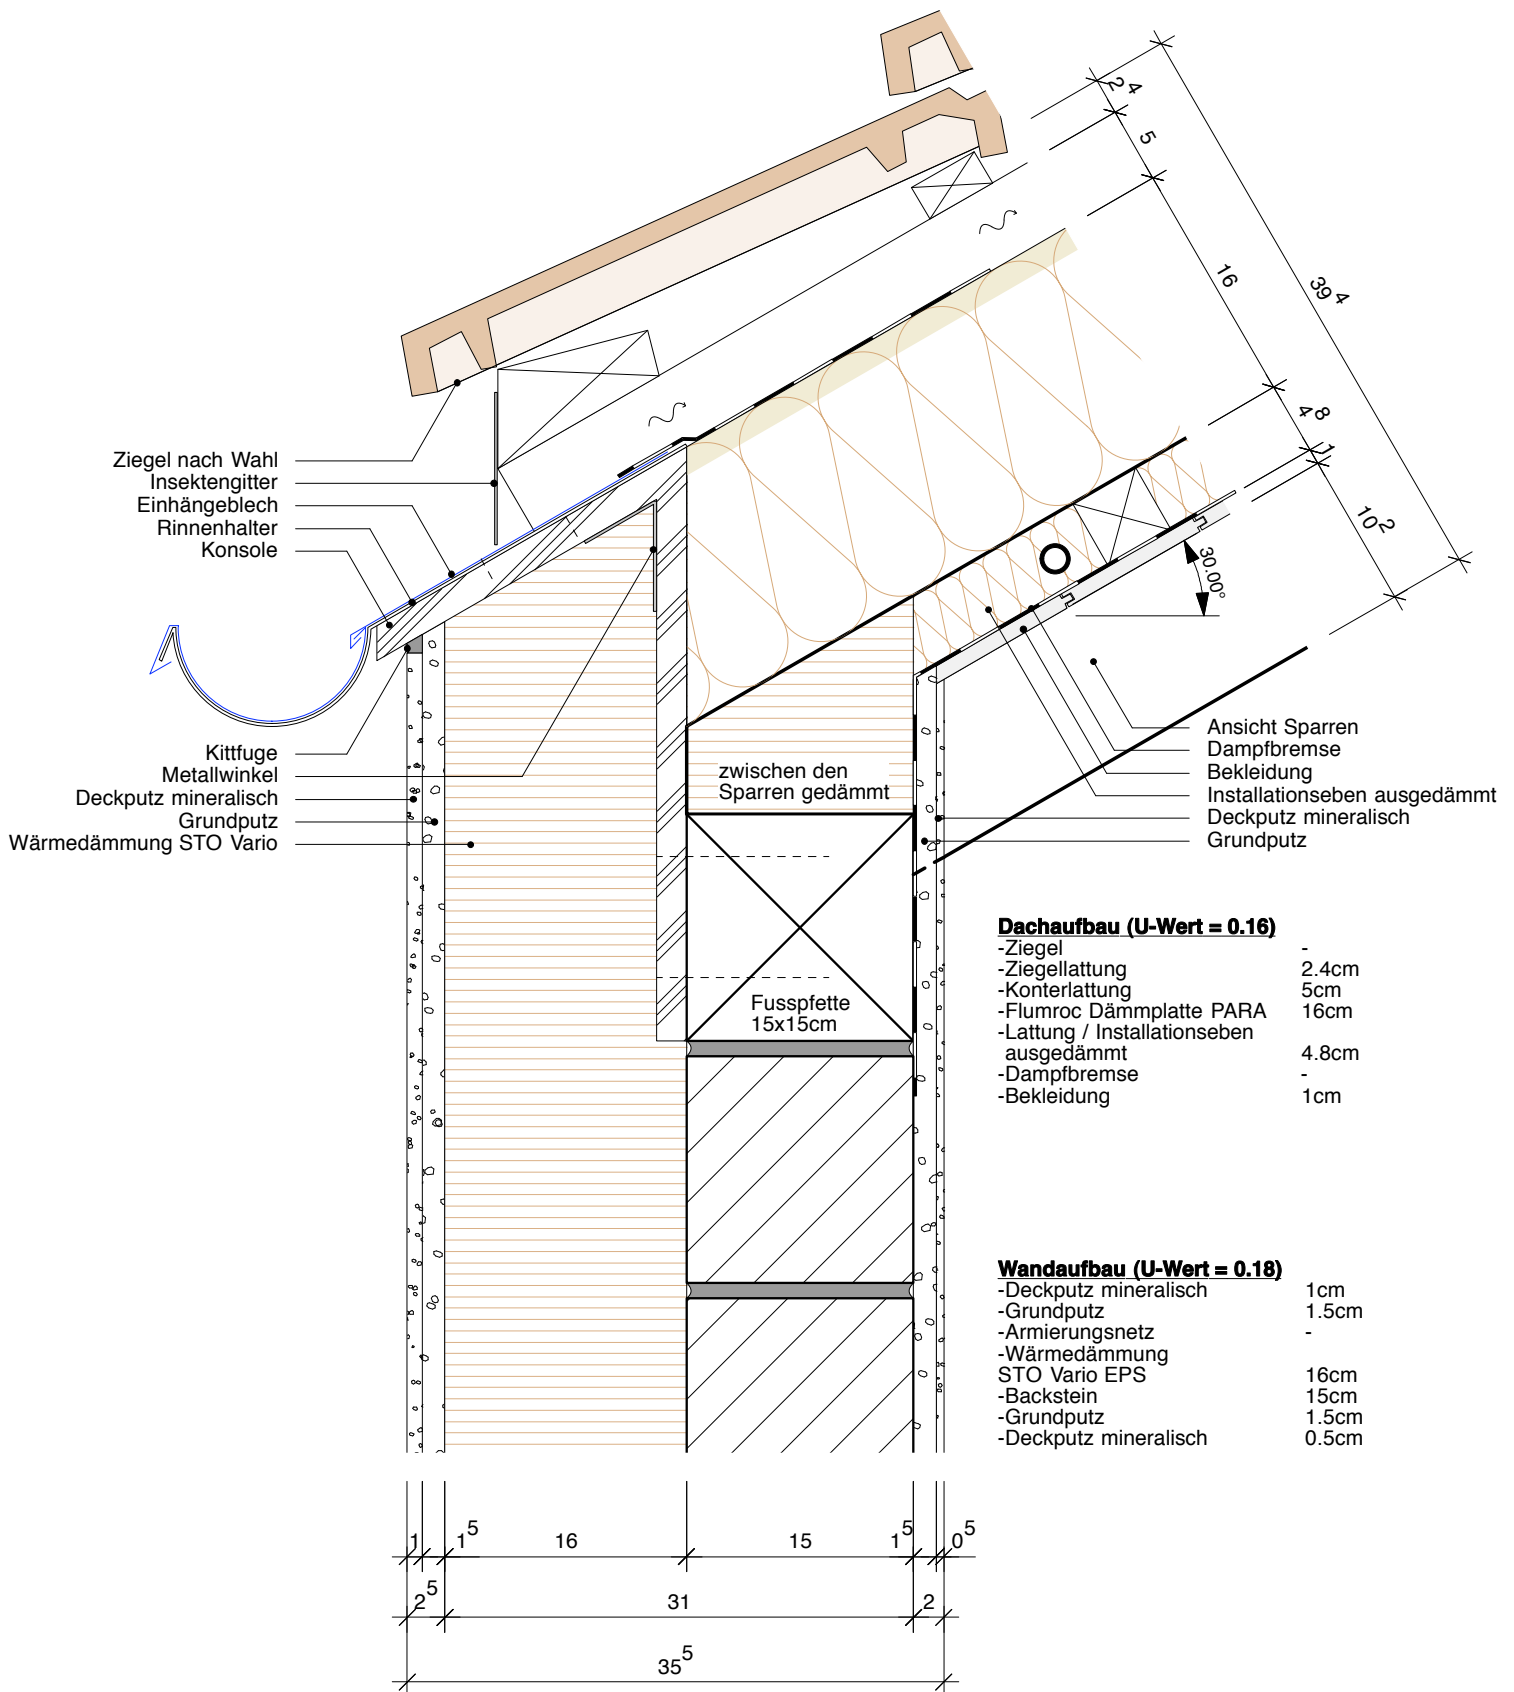 2 4
5
16
39 4
4 8
1
10 2
30.00°
Ziegel nach Wahl
Insektengitter
Einhängeblech
Rinnenhalter
Konsole
Kittfuge
Metallwinkel
Deckputz mineralisch
Grundputz
Wärmedämmung STO Vario
zwischen den
Sparren gedämmt
Fusspfette
15x15cm
Ansicht Sparren
Dampfbremse
Bekleidung
Installationseben ausgedämmt
Deckputz mineralisch
Grundputz
Dachaufbau (U-Wert = 0.16)
-Ziegel -
-Ziegellattung 2.4cm
-Konterlattung 5cm
-Flumroc Dämmplatte PARA 16cm
-Lattung / Installationseben
ausgedämmt 4.8cm
-Dampfbremse -
-Bekleidung 1cm
Wandaufbau (U-Wert = 0.18)
-Deckputz mineralisch 1cm
-Grundputz 1.5cm
-Armierungsnetz -
-Wärmedämmung
STO Vario EPS 16cm
-Backstein 15cm
-Grundputz 1.5cm
-Deckputz mineralisch 0.5cm
1 1 5 16 15 1 5 0 5
2 5 31 2
35 5